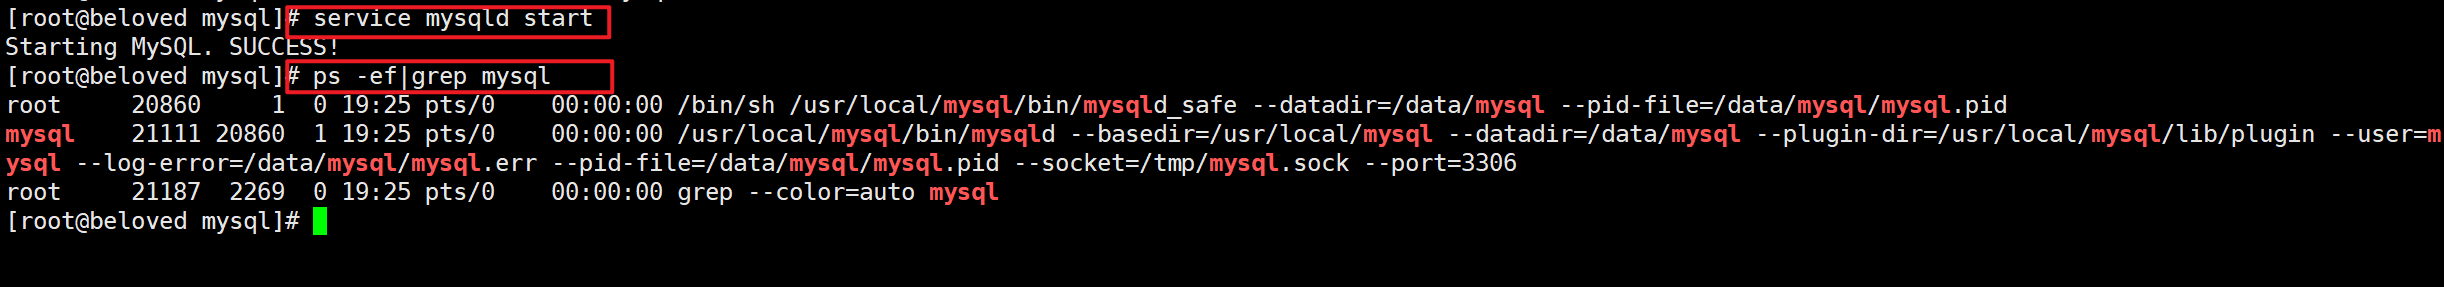 [root@beloved mysql]# service mysqld start
Starting MySQL. SUCCESS!
[root@beloved mysql]# ps -ef|grep mysql
root     20860     1  0 19:25 pts/0    00:00:00 /bin/sh /usr/local/mysql/bin/mysqld_safe --datadir=/data/mysql --pid-file=/data/mysql/mysql.pid
mysql    21111 20860  1 19:25 pts/0    00:00:00 /usr/local/mysql/bin/mysqld --basedir=/usr/local/mysql --datadir=/data/mysql --plugin-dir=/usr/local/mysql/lib/plugin --user=m
ysql --log-error=/data/mysql/mysql.err --pid-file=/data/mysql/mysql.pid --socket=/tmp/mysql.sock --port=3306
root     21187  2269  0 19:25 pts/0    00:00:00 grep --color=auto mysql
[root@beloved mysql]#